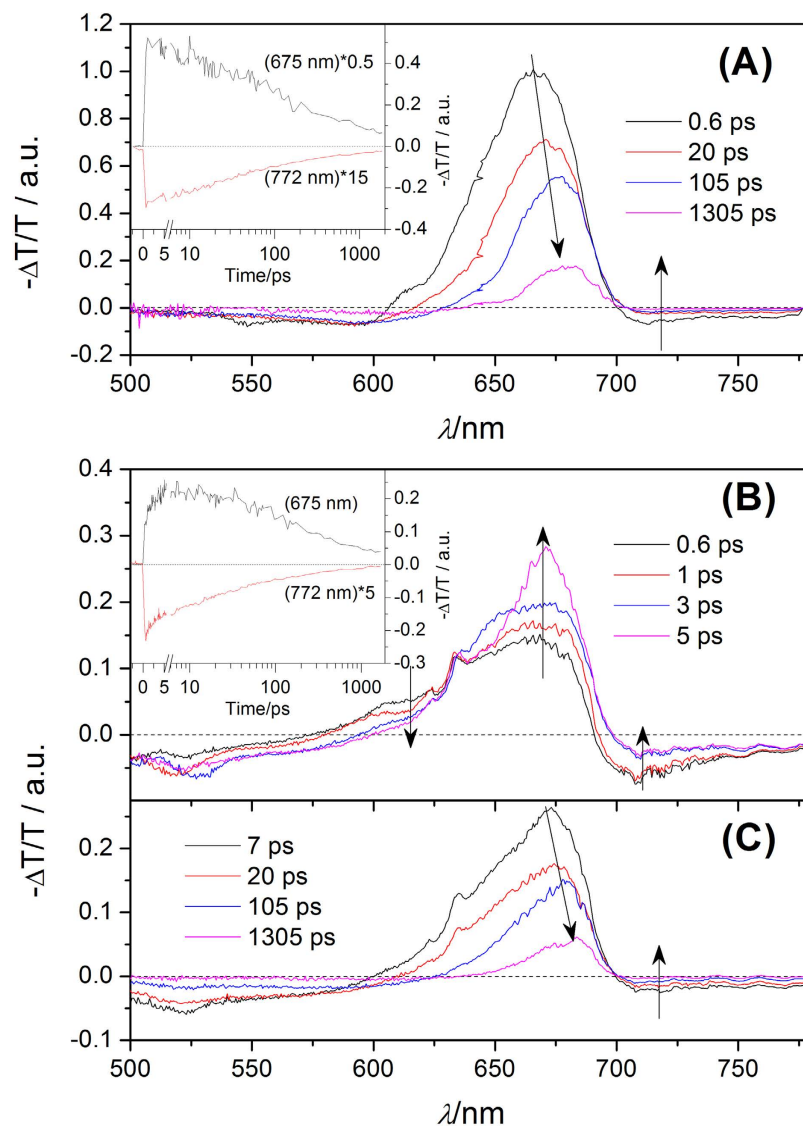 1.2
1.0
0.8
0.6
0.4
0.2
0.0
-0.2
-ΔT/T / a.u.
(A)
0.6 ps
20 ps
105 ps
1305 ps
(675 nm)*0.5
(772 nm)*15
0.4
0.2
0.0
-0.2
-0.4
-ΔT/T / a.u.
0 5 10 100 1000
Time/ps
500 550 600 650 700 750
λ/nm
0.4
0.3
0.2
0.1
0.0
(B)
0.6 ps
1 ps
3 ps
5 ps
(675 nm)
(772 nm)*5
0.2
0.1
0.0
-0.1
-0.2
-0.3
-ΔT/T / a.u.
0 5 10 100 1000
Time/ps
-ΔT/T / a.u.
(C)
7 ps
20 ps
105 ps
1305 ps
0.2
0.1
0.0
-0.1
500 550 600 650 700 750
λ/nm